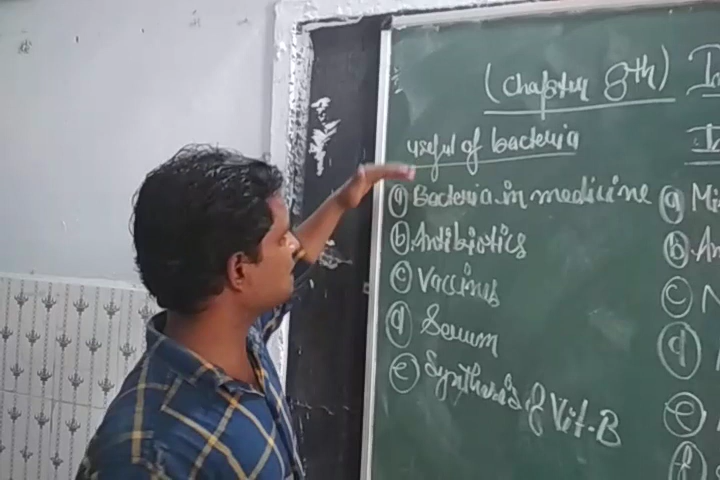 (Chapter 8th)
useful of bacteria
(a) Bacteria in medicine
(b) Antibiotics
(c) Vaccines
(d) Serum
(e) Synthesis of Vit-B
(a)
(b)
(c)
(d)
(e)